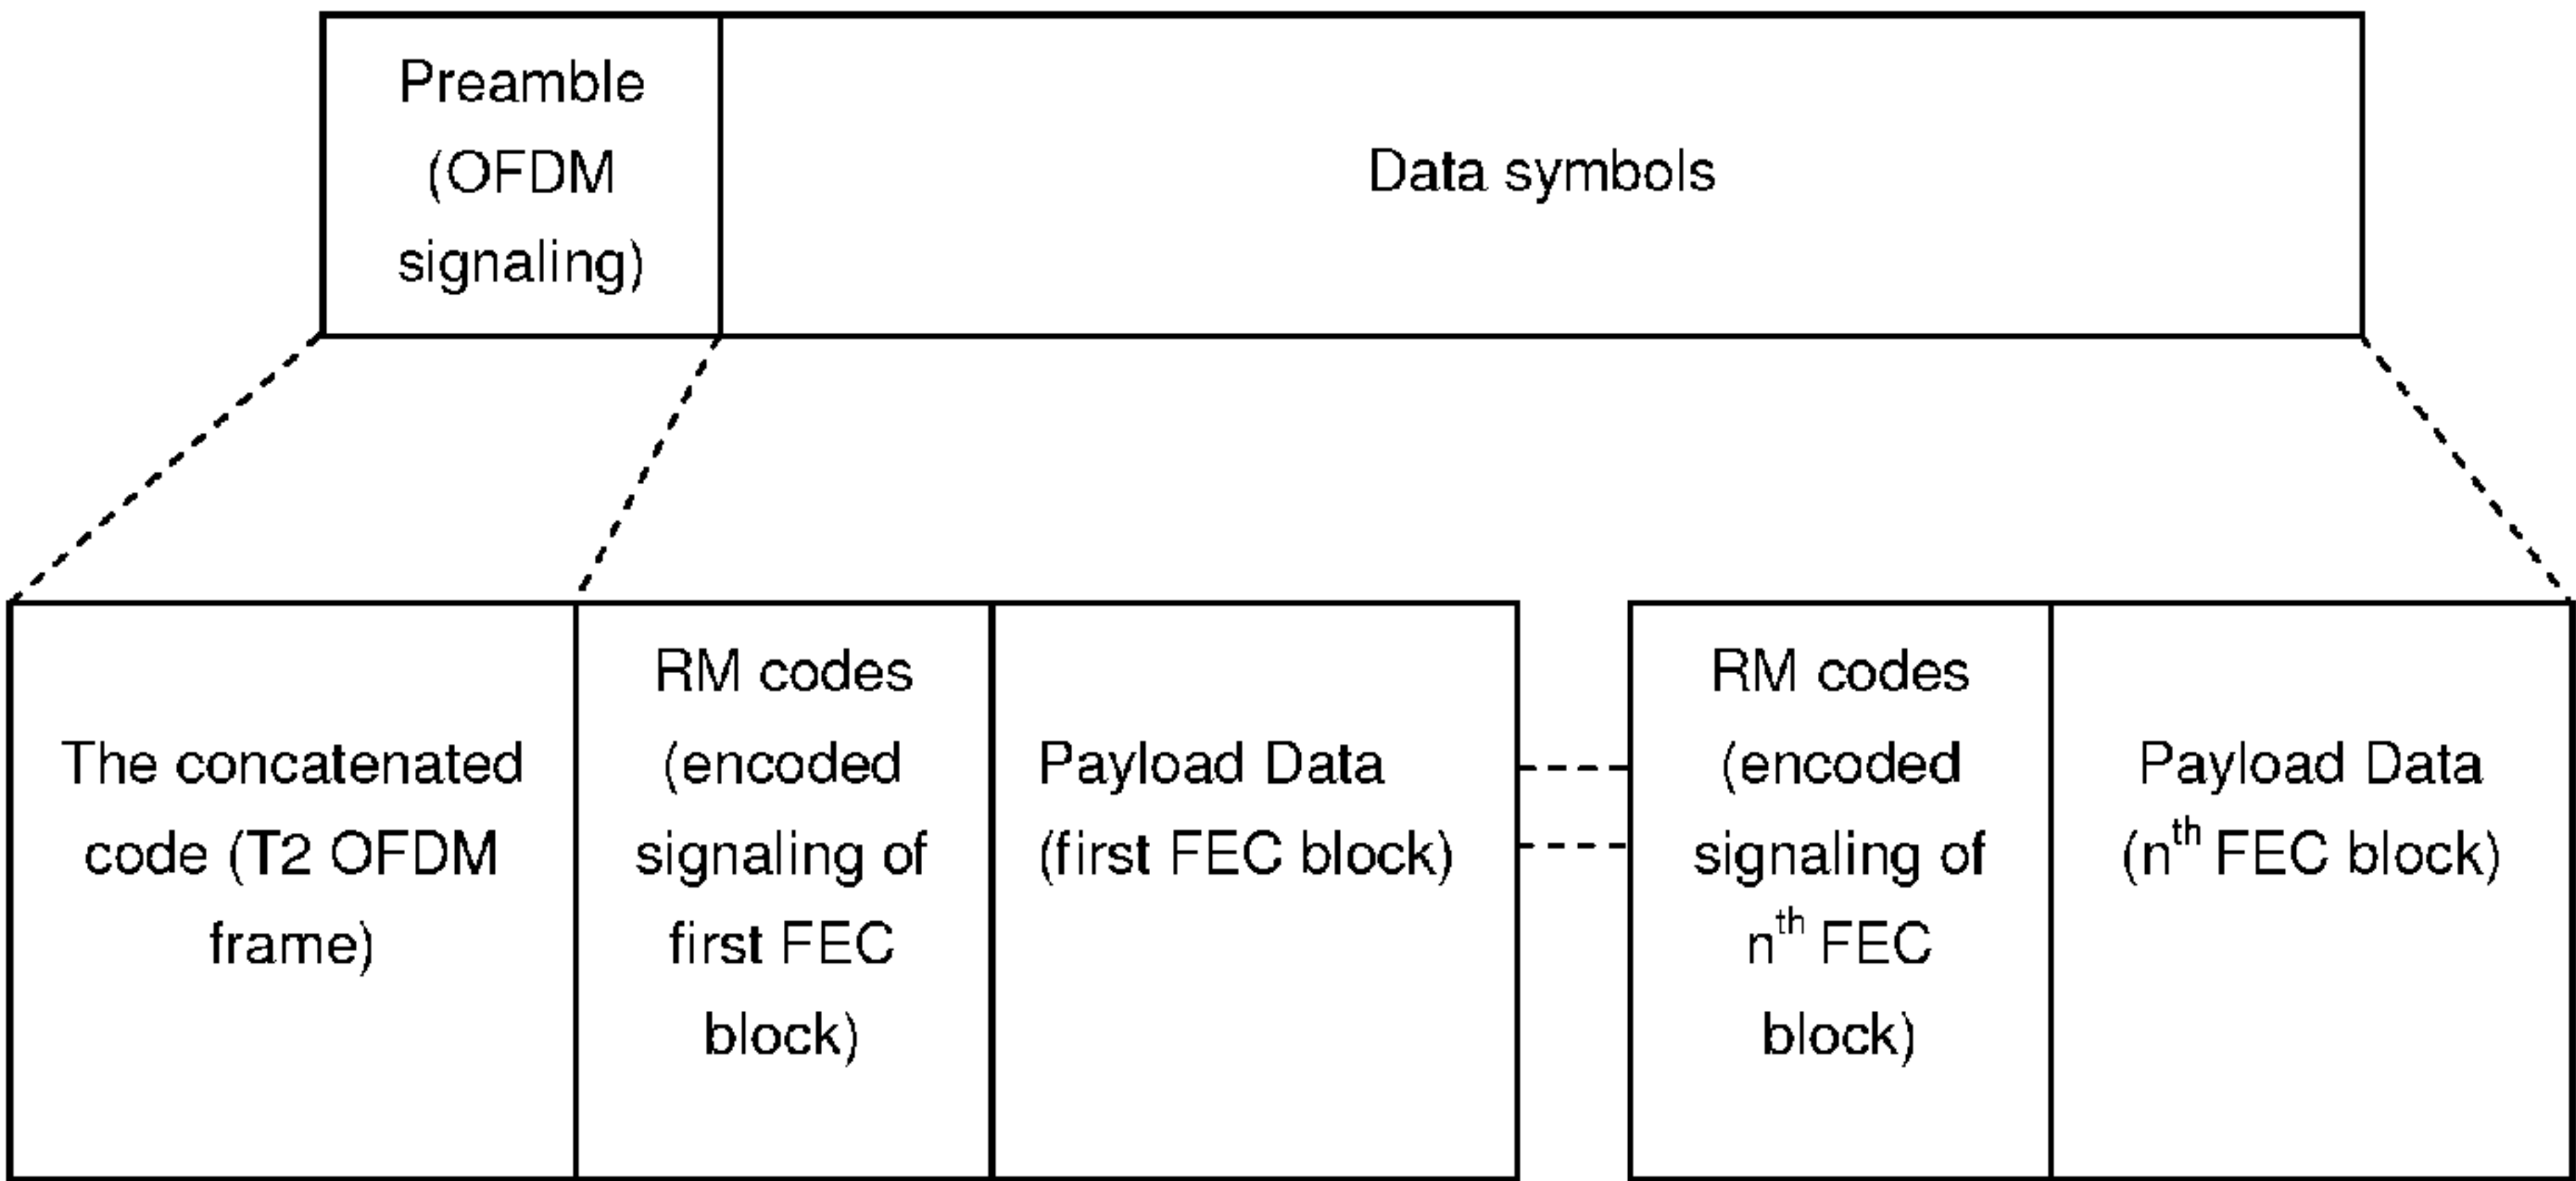 Preamble
(OFDM
signaling)
Data symbols
The concatenated
code (T2 OFDM
frame)
RM codes
(encoded
signaling of
first FEC
block)
Payload Data
(first FEC block)
RM codes
(encoded
signaling of
nth FEC
block)
Payload Data
(nth FEC block)